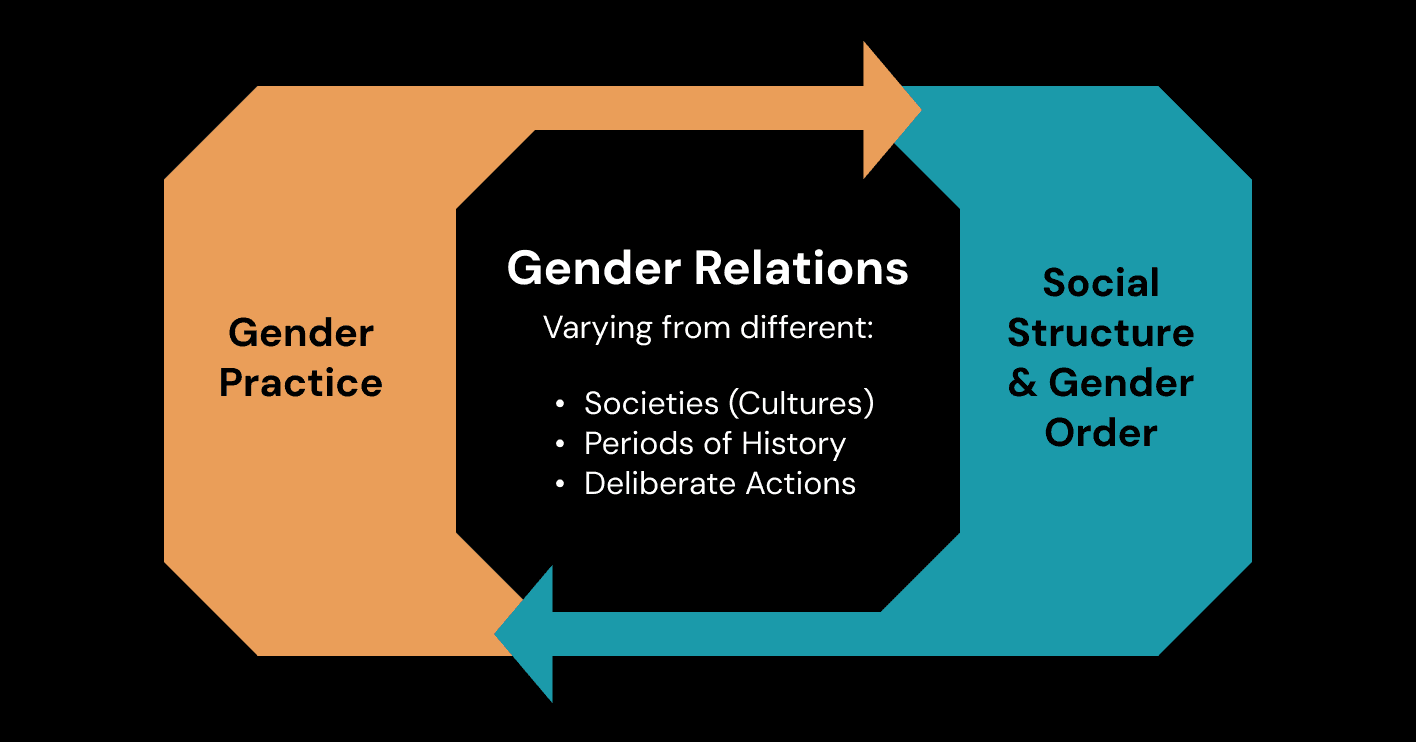 Gender
Practice
Gender Relations
Varying from different:
• Societies (Cultures)
• Periods of History
• Deliberate Actions
Social
Structure
& Gender
Order